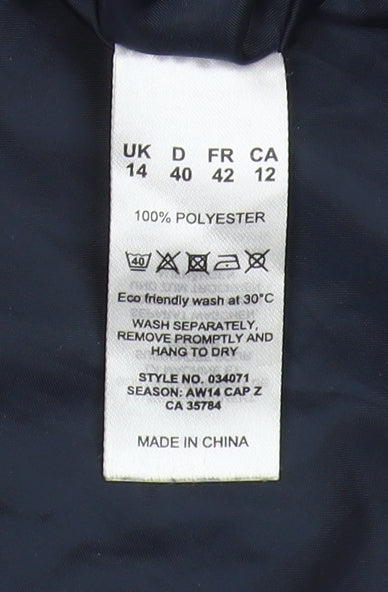 UK D FR CA
14 40 42 12
100% POLYESTER
40
Eco friendly wash at 30°C
WASH SEPARATELY,
REMOVE PROMPTLY AND
HANG TO DRY
STYLE NO. 034071
SEASON: AW14 CAP Z
CA 35784
MADE IN CHINA